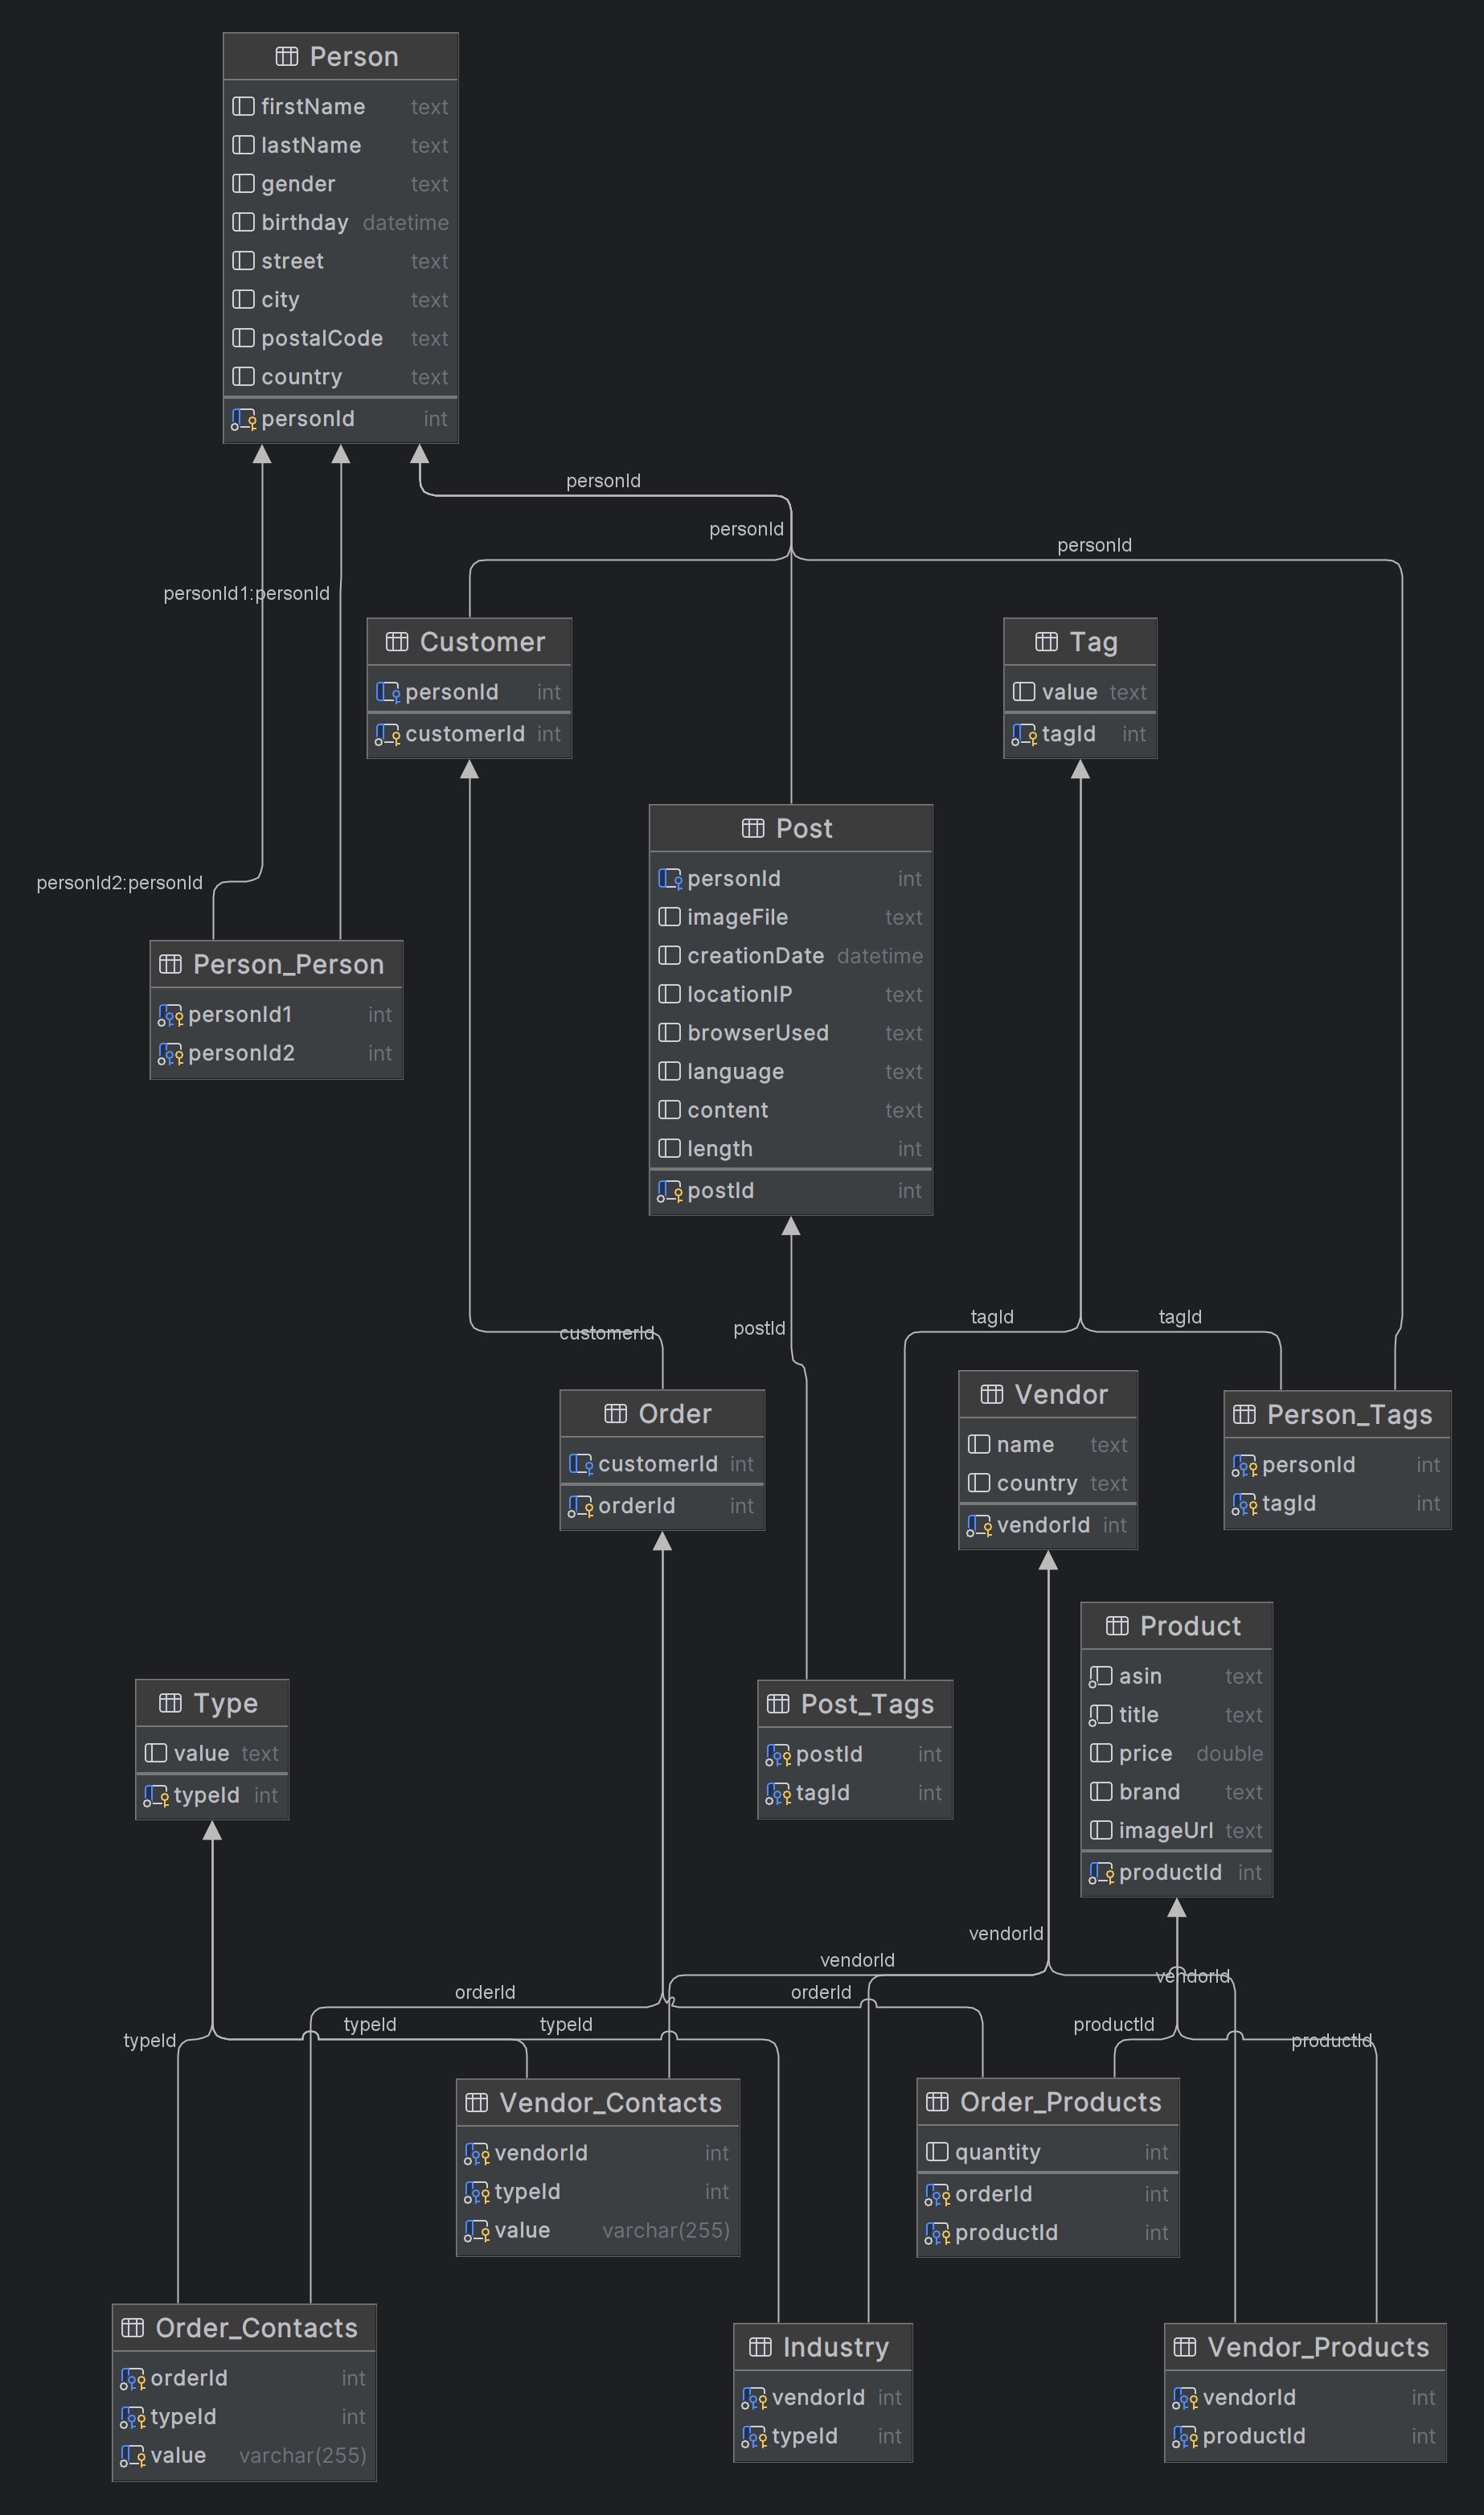 Person
firstName text
lastName text
gender text
birthday datetime
street text
city text
postalCode text
country text
personId int
personId
personId
personId
personId1:personId
Customer
personId int
customerId int
Tag
value text
tagId int
Post
personId int
imageFile text
creationDate datetime
locationIP text
browserUsed text
language text
content text
length int
postId int
personId2:personId
Person_Person
personId1 int
personId2 int
customerId
postId
tagId
tagId
Order
customerId int
orderId int
Vendor
name text
country text
vendorId int
Person_Tags
personId int
tagId int
Product
asin text
title text
price double
brand text
imageUrl text
productId int
Type
value text
typeId int
Post_Tags
postId int
tagId int
vendorId
vendorId
vendorId
orderId
orderId
typeId
typeId
typeId
productId
productId
Vendor_Contacts
vendorId int
typeId int
value varchar(255)
Order_Products
quantity int
orderId int
productId int
Order_Contacts
orderId int
typeId int
value varchar(255)
Industry
vendorId int
typeId int
Vendor_Products
vendorId int
productId int